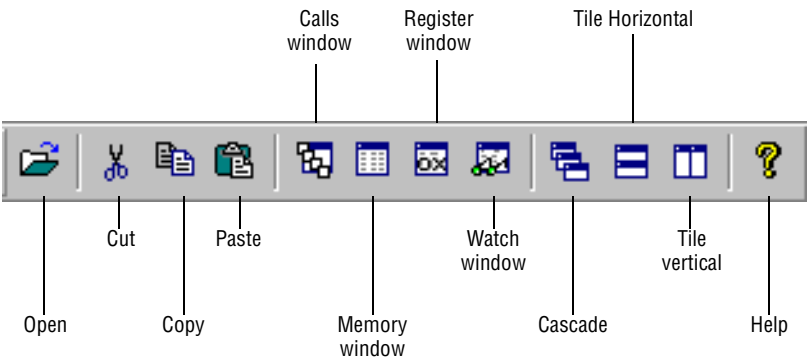 Calls
window
Register
window
Tile Horizontal
Cut
Paste
Watch
window
Tile
vertical
Open
Copy
Memory
window
Cascade
Help